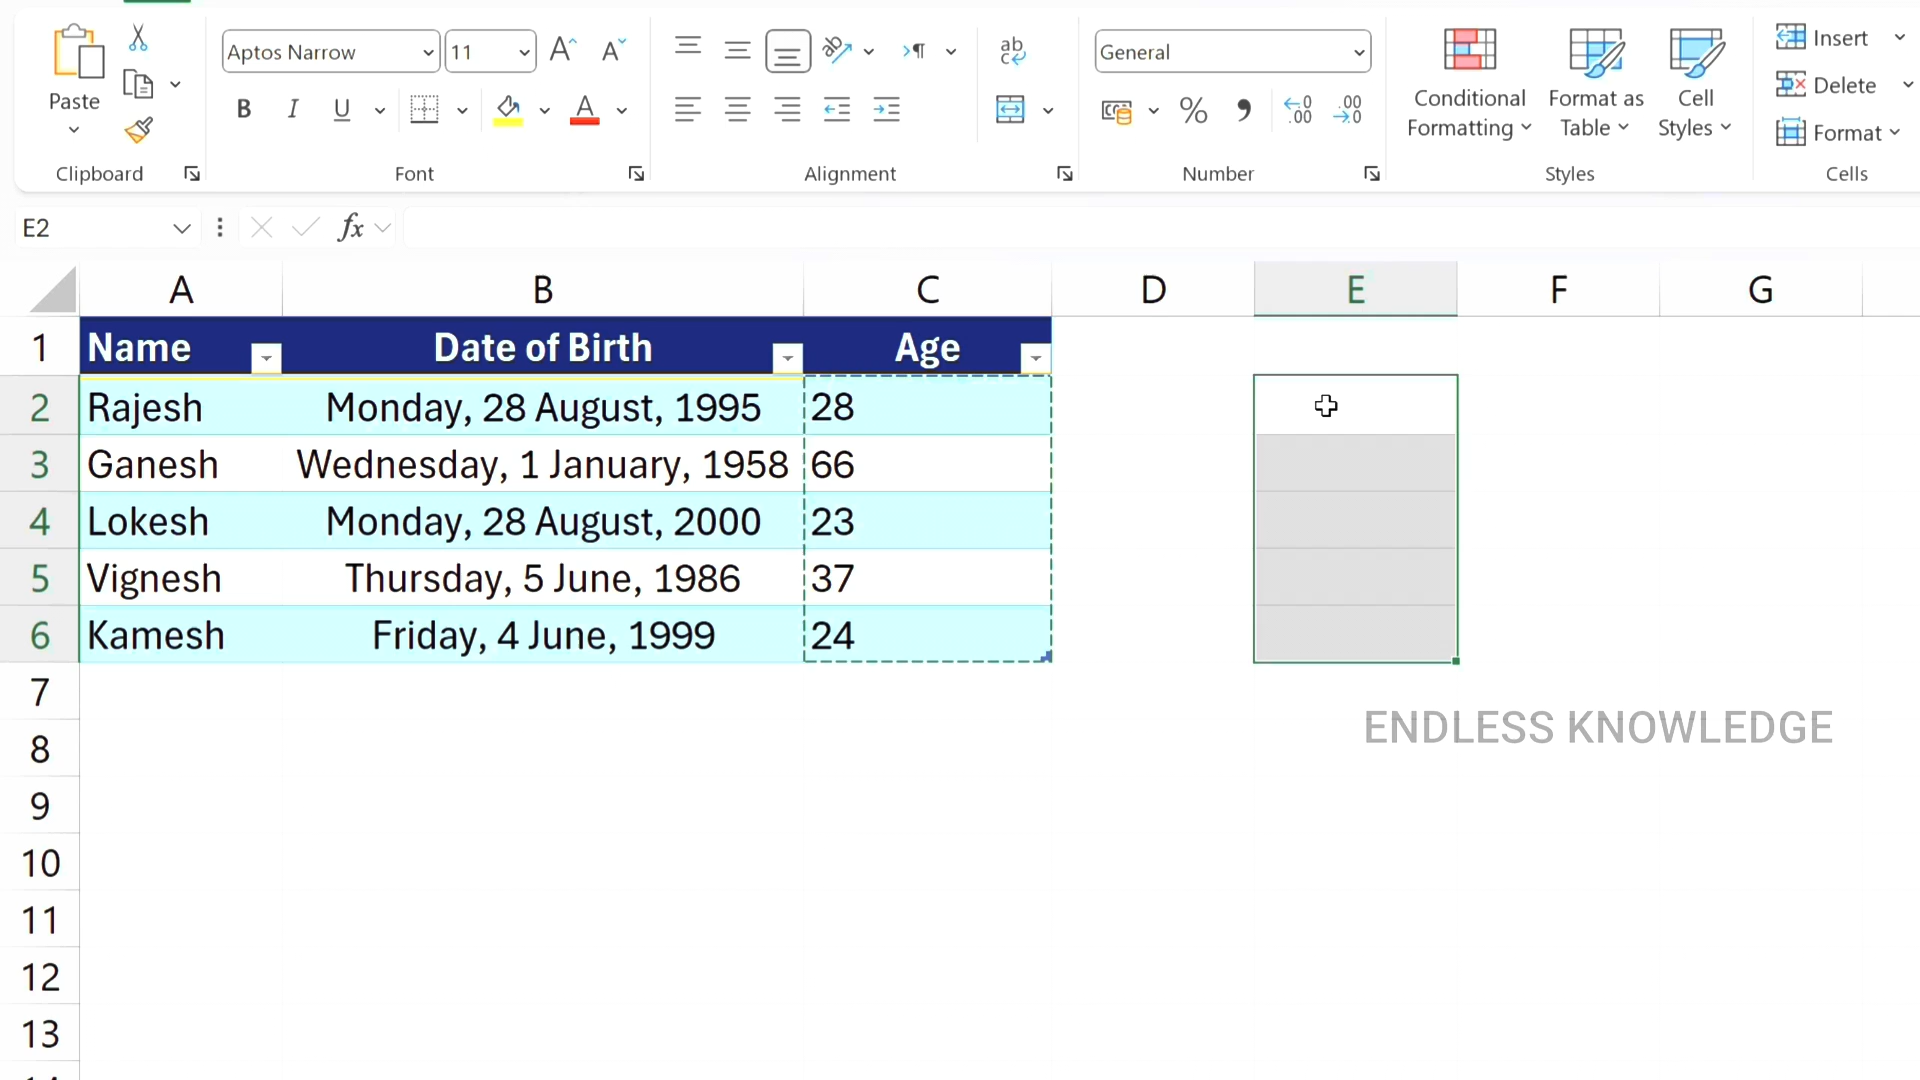 Paste
Clipboard
Aptos Narrow 11 A A
B I U A
Font
ab
Alignment
General
% .00 .00
Number
Conditional Formatting
Format as Table
Cell Styles
Styles
Insert
Delete
Format
Cells
E2 fx
A B C D E F G
1 Name Date of Birth Age
2 Rajesh Monday, 28 August, 1995 28
3 Ganesh Wednesday, 1 January, 1958 66
4 Lokesh Monday, 28 August, 2000 23
5 Vignesh Thursday, 5 June, 1986 37
6 Kamesh Friday, 4 June, 1999 24
7
ENDLESS KNOWLEDGE
8
9
10
11
12
13